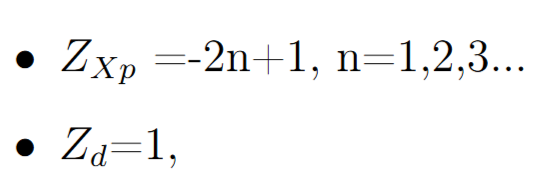 • Z_{Xp} =-2n+1, n=1,2,3...
• Z_d=1,